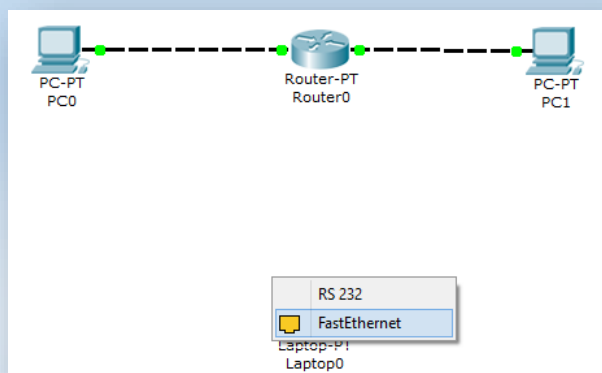 PC-PT
PC0
Router-PT
Router0
PC-PT
PC1
RS 232
FastEthernet
Laptop-PT
Laptop0